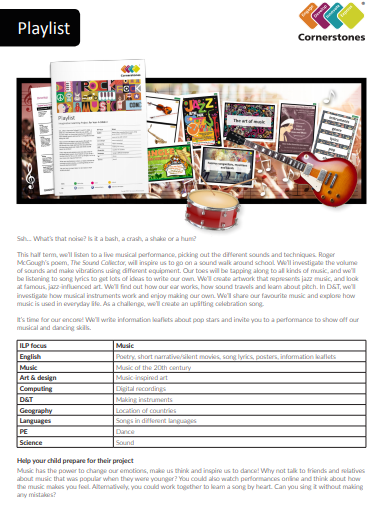 Playlist
Cornerstones
Cornerstones
Playlist
The art of music
JAZZ
Ssh... What's that noise? Is it a bash, a crash, a shake or a hum?
This half term, we'll listen to a live musical performance, picking out the different sounds and techniques. Roger
McGough's poem, The Sound Collector, will inspire us to go on a sound walk around school. We'll investigate the volume
of sounds and make vibrations using different equipment. Our toes will be tapping along to all kinds of music, and we'll
be listening to song lyrics to get lots of ideas to write our own. We'll create artwork that represents jazz music, and look
at famous, jazz-influenced art. We'll find out how our ear works, how sound travels and learn about pitch. In D&T, we'll
investigate how musical instruments work and enjoy making our own. We'll share our favourite music and explore how
music is used in everyday life. As a challenge, we'll create an uplifting celebration song.
It's time for our encore! We'll write information leaflets about pop stars and invite you to a performance to show off our
musical and dancing skills.
ILP focus Music
English Poetry, short narrative/silent movies, song lyrics, posters, information leaflets
Music Music of the 20th century
Art & design Music-inspired art
Computing Digital recordings
D&T Making instruments
Geography Location of countries
Languages Songs in different languages
PE Dance
Science Sound
Help your child prepare for their project
Music has the power to change our emotions, make us think and inspire us to dance! Why not talk to friends and relatives
about music that was popular when they were younger? You could also watch performances online and think about how
the music makes you feel. Alternatively, you could work together to learn a song by heart. Can you sing it without making
any mistakes?